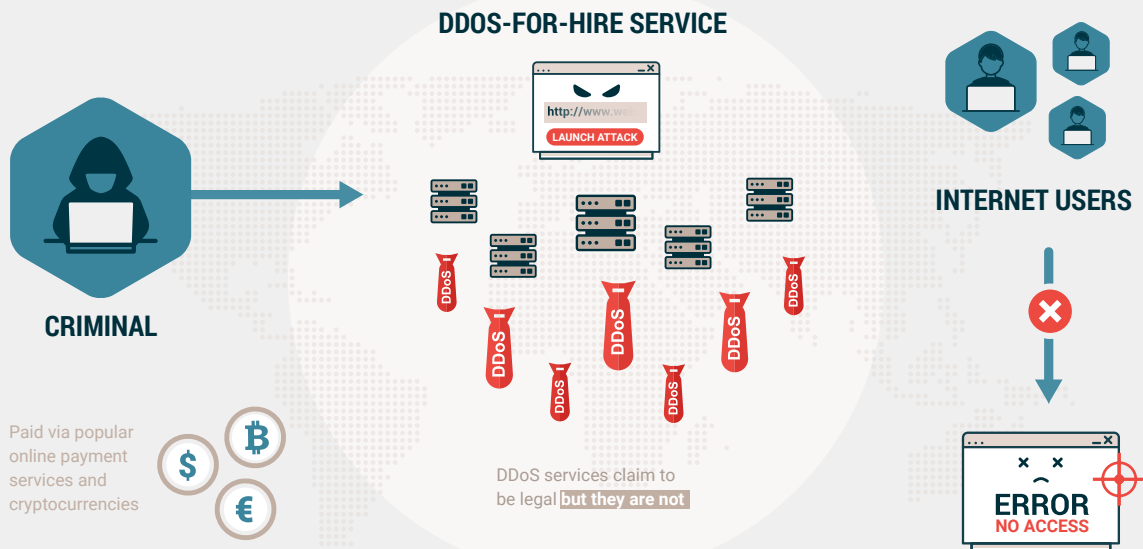 DDOS-FOR-HIRE SERVICE
http://www.we
LAUNCH ATTACK
CRIMINAL
INTERNET USERS
DDoS
DDoS
DDoS
DDoS
DDoS
DDoS
DDoS
Paid via popular
online payment
services and
cryptocurrencies
$
₿
€
DDoS services claim to
be legal but they are not
ERROR
NO ACCESS